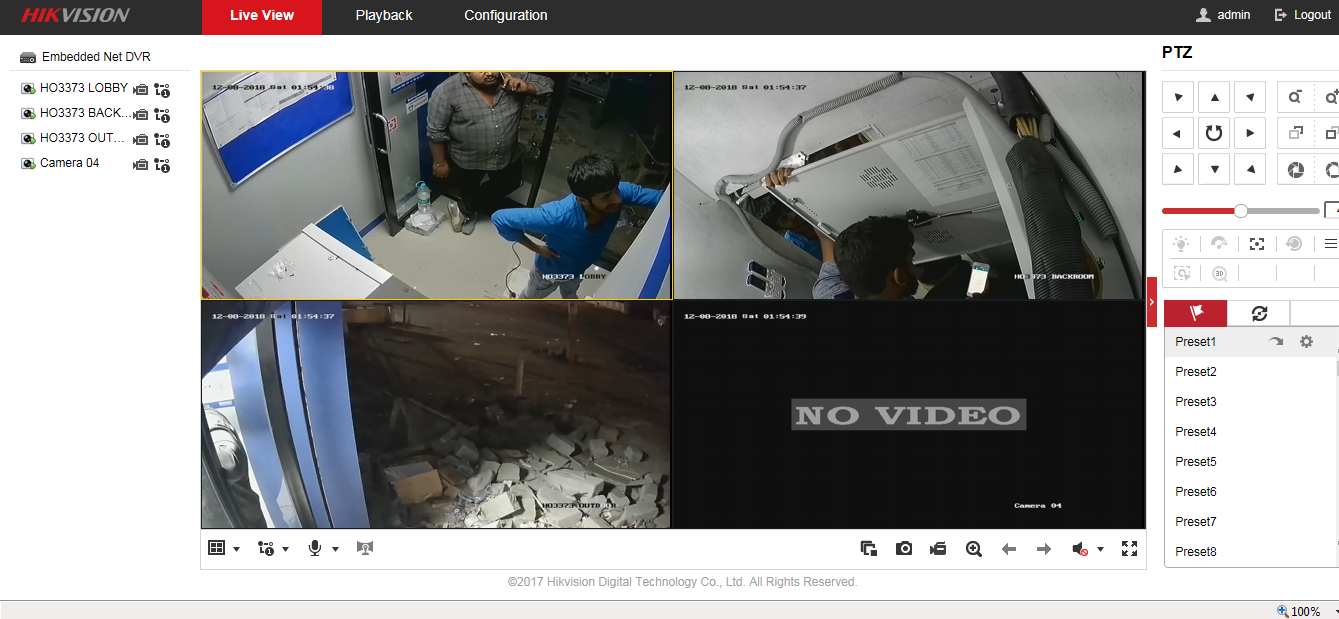 HIKVISION
Live View
Playback
Configuration
admin
Logout
Embedded Net DVR
HO3373 LOBBY
HO3373 BACK...
HO3373 OUT...
Camera 04
12-08-2018 Sat 01:54:38
HO3373 LOBBY
12-08-2018 Sat 01:54:37
HO3373 BACKROOM
12-08-2018 Sat 01:54:37
HO3373 OUTDOOR
12-08-2018 Sat 01:54:39
NO VIDEO
Camera 04
PTZ
3D
Preset1
Preset2
Preset3
Preset4
Preset5
Preset6
Preset7
Preset8
©2017 Hikvision Digital Technology Co., Ltd. All Rights Reserved.
100%